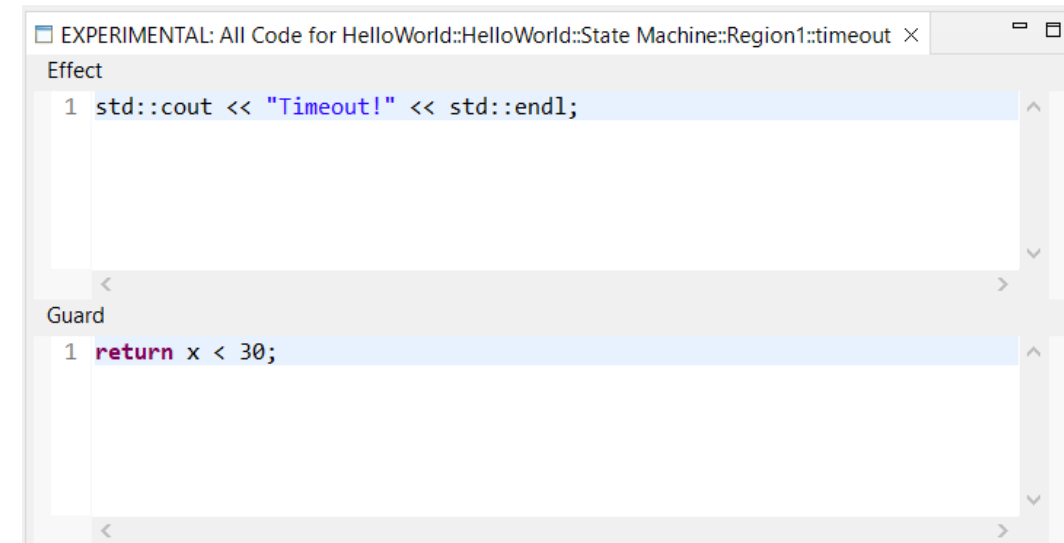 EXPERIMENTAL: All Code for HelloWorld::HelloWorld::State Machine::Region1::timeout ×
Effect
1 std::cout << "Timeout!" << std::endl;
Guard
1 return x < 30;